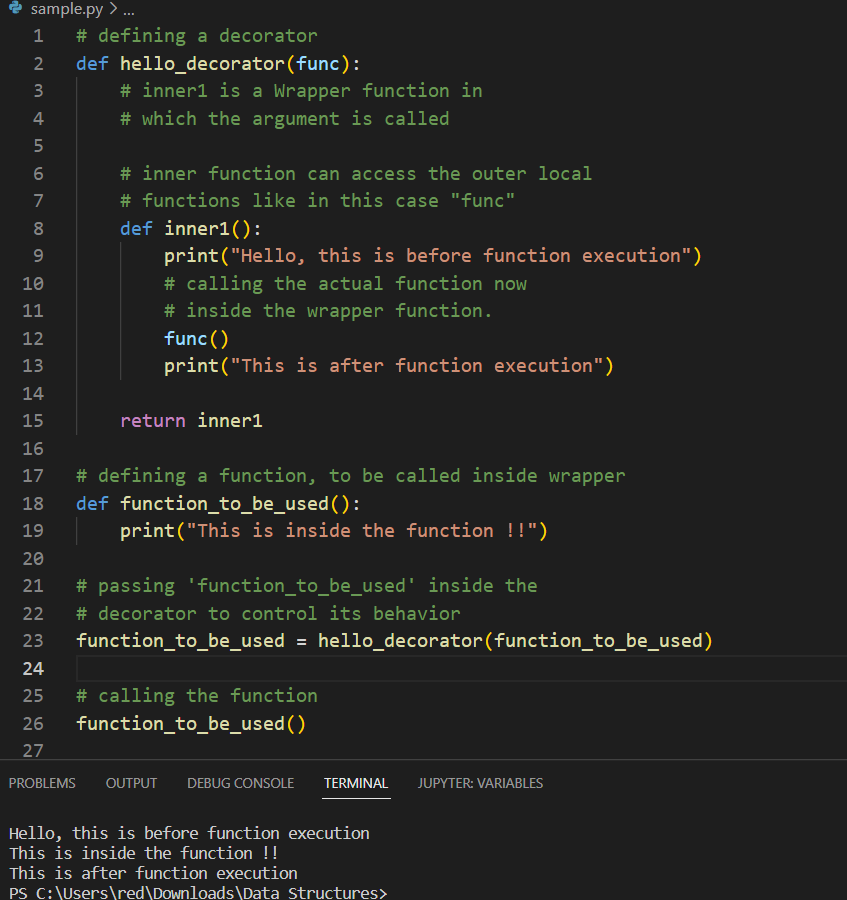 sample.py > ...
1 # defining a decorator
2 def hello_decorator(func):
3     # inner1 is a Wrapper function in
4     # which the argument is called
5
6     # inner function can access the outer local
7     # functions like in this case "func"
8     def inner1():
9         print("Hello, this is before function execution")
10         # calling the actual function now
11         # inside the wrapper function.
12         func()
13         print("This is after function execution")
14
15     return inner1
16
17 # defining a function, to be called inside wrapper
18 def function_to_be_used():
19     print("This is inside the function !!")
20
21 # passing 'function_to_be_used' inside the
22 # decorator to control its behavior
23 function_to_be_used = hello_decorator(function_to_be_used)
24
25 # calling the function
26 function_to_be_used()
27
PROBLEMS OUTPUT DEBUG CONSOLE TERMINAL JUPYTER: VARIABLES
Hello, this is before function execution
This is inside the function !!
This is after function execution
PS C:\Users\red\Downloads\Data Structures>